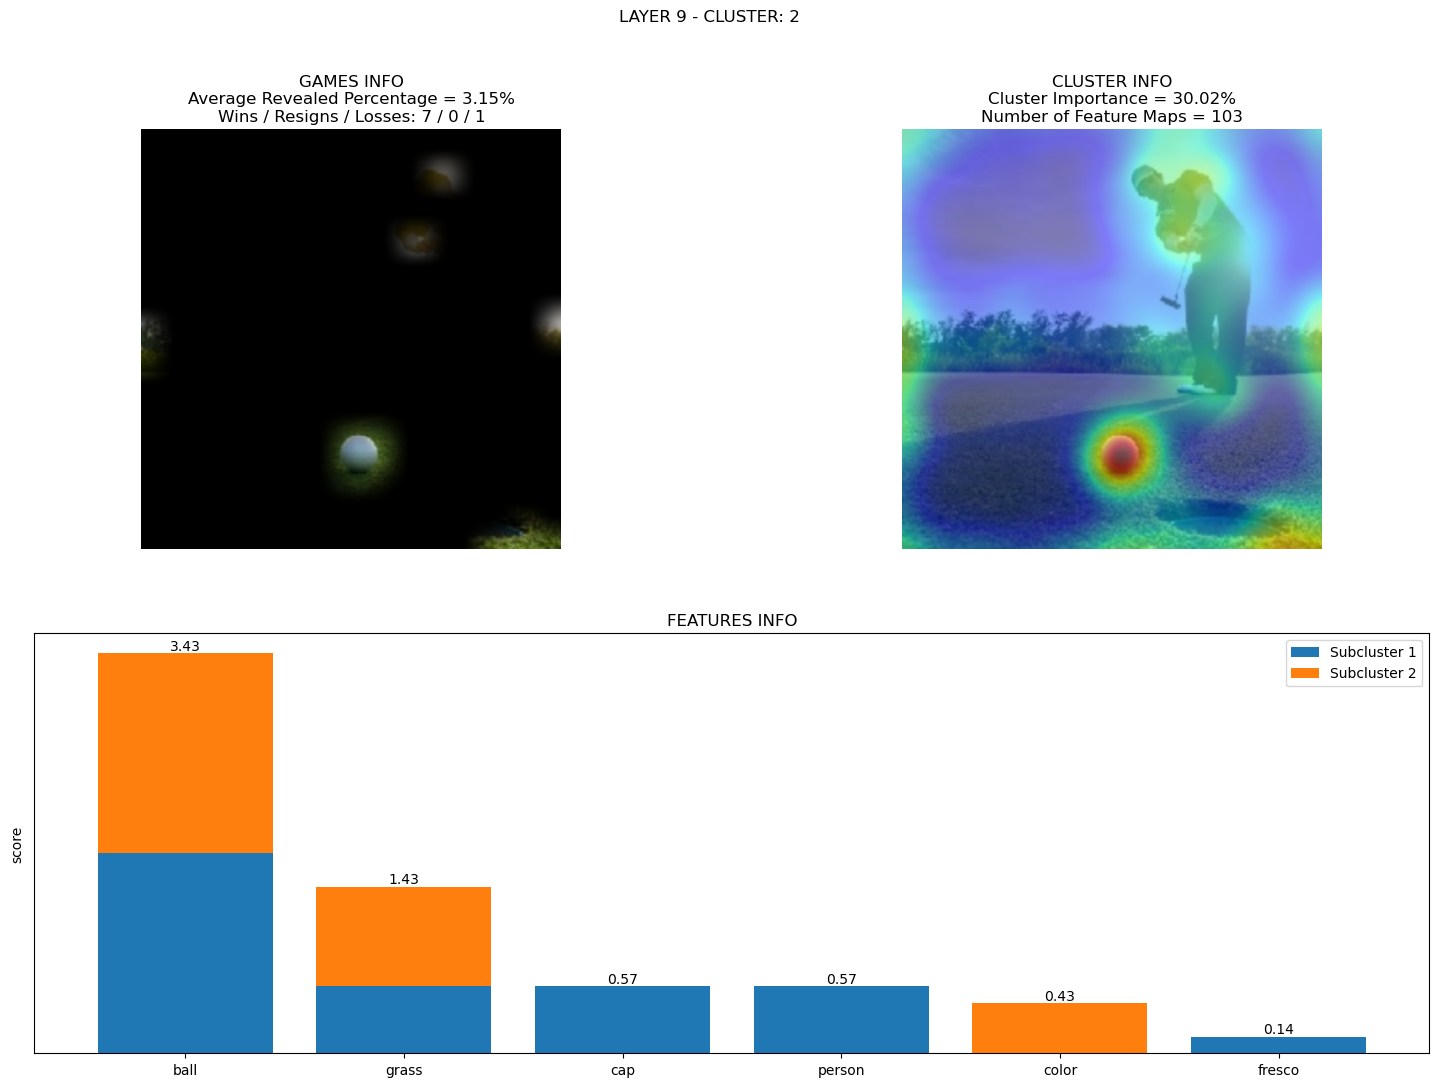 LAYER 9 - CLUSTER: 2
GAMES INFO
Average Revealed Percentage = 3.15%
Wins / Resigns / Losses: 7 / 0 / 1
CLUSTER INFO
Cluster Importance = 30.02%
Number of Feature Maps = 103
FEATURES INFO
3.43
1.43
0.57
0.57
0.43
0.14
Subcluster 1
Subcluster 2
score
ball
grass
cap
person
color
fresco